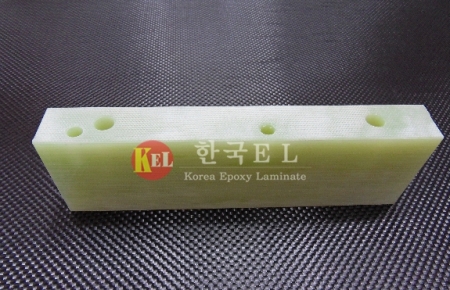 KEL
한국EL
Korea Epoxy Laminate